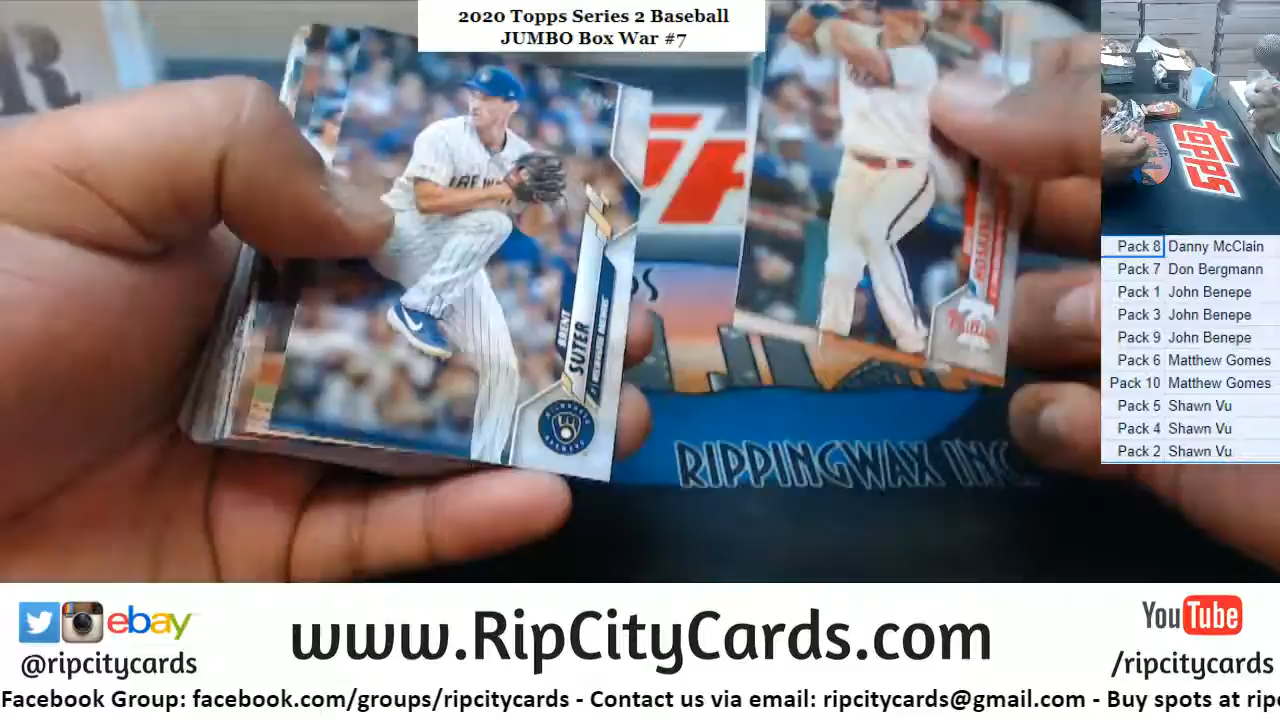 2020 Topps Series 2 Baseball
JUMBO Box War #7
BRENT
SUTER
HOSKINS
Phillies
RIPPINGWAX INC
topps
Pack 8 Danny McClain
Pack 7 Don Bergmann
Pack 1 John Benepe
Pack 3 John Benepe
Pack 9 John Benepe
Pack 6 Matthew Gomes
Pack 10 Matthew Gomes
Pack 5 Shawn Vu
Pack 4 Shawn Vu
Pack 2 Shawn Vu
ebay
@ripcitycards
www.RipCityCards.com
YouTube
/ripcitycards
Facebook Group: facebook.com/groups/ripcitycards - Contact us via email: ripcitycards@gmail.com - Buy spots at ripc